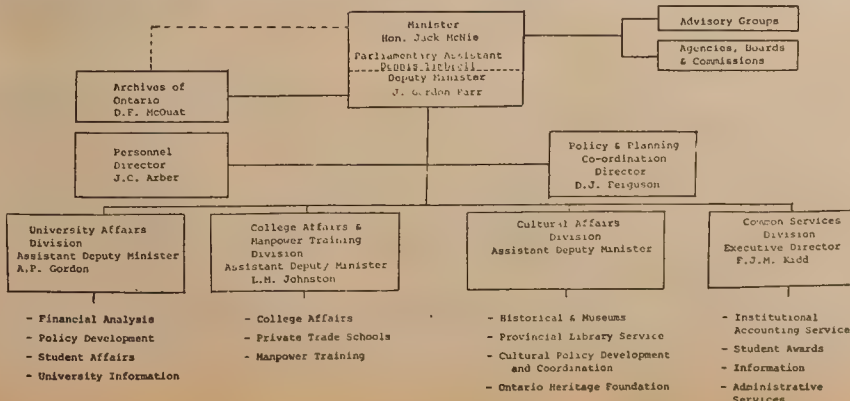 Minister
Hon. Jack McNie
Parliamentary Assistant
Dennis
Deputy Minister
J. Gordon Parr
Advisory Groups
Agencies, Boards
& Commissions
Archives of
Ontario
D.F. McOuat
Personnel
Director
J.C. Arber
Policy & Planning
Co-ordination
Director
D.J. Ferguson
University Affairs
Division
Assistant Deputy Minister
A.P. Gordon
College Affairs &
Manpower Training
Division
Assistant Deputy Minister
L.M. Johnston
Cultural Affairs
Division
Assistant Deputy Minister
Common Services
Division
Executive Director
F.J.M. Kidd
- Financial Analysis
- Policy Development
- Student Affairs
- University Information
- College Affairs
- Private Trade Schools
- Manpower Training
- Historical & Museums
- Provincial Library Service
- Cultural Policy Development
and Coordination
- Ontario Heritage Foundation
- Institutional
Accounting Service
- Student Awards
- Information
- Administrative
Services